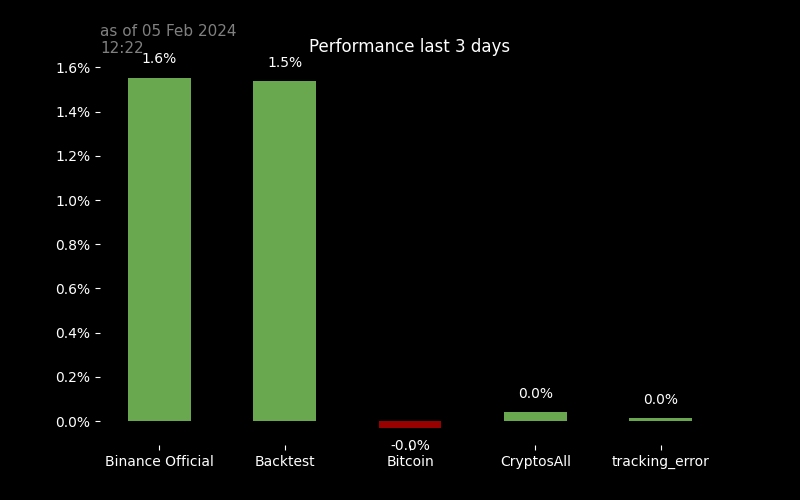 as of 05 Feb 2024
12:22
Performance last 3 days
1.6%
1.5%
1.6%
1.4%
1.2%
1.0%
0.8%
0.6%
0.4%
0.2%
0.0%
0.0%
0.0%
-0.0%
Binance Official
Backtest
Bitcoin
CryptosAll
tracking_error